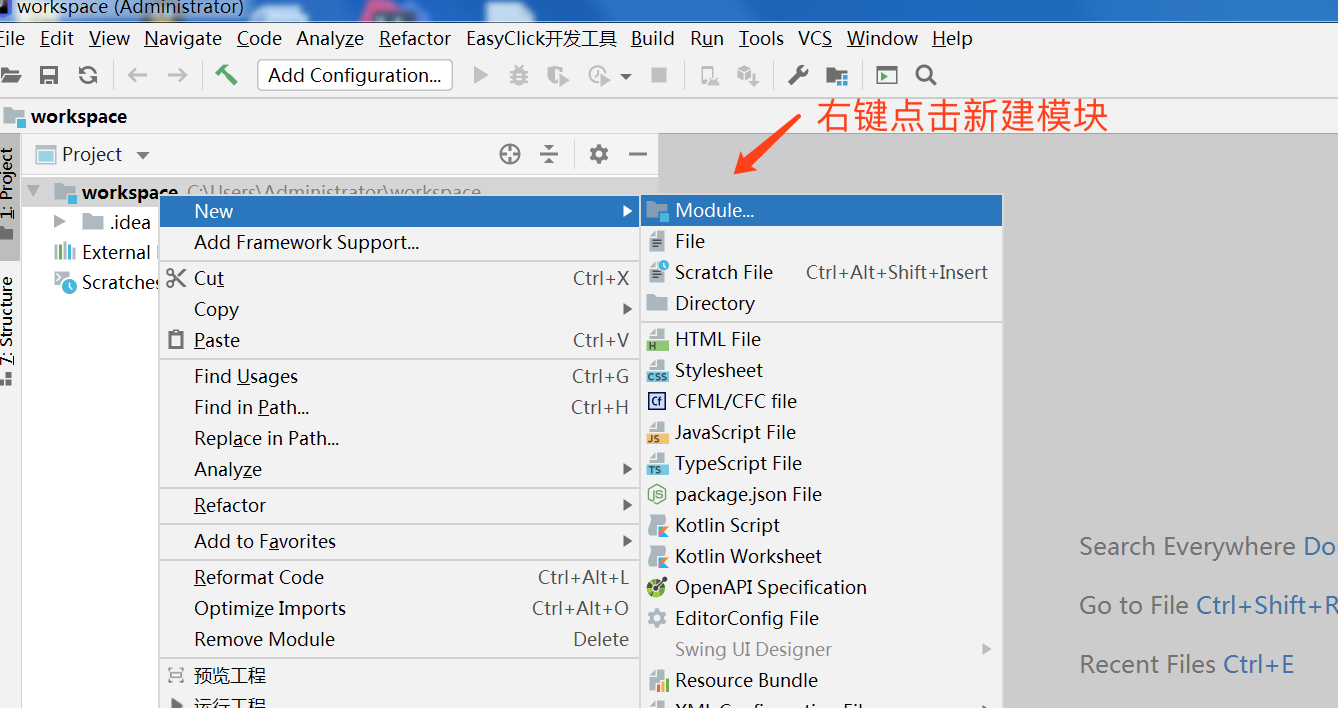 workspace (Administrator)
File Edit View Navigate Code Analyze Refactor EasyClick开发工具 Build Run Tools VCS Window Help
Add Configuration...
workspace
右键点击新建模块
Project
1: Project
7: Structure
workspace C:\Users\Administrator\workspace
.idea
External
Scratches
New
Add Framework Support...
Cut Ctrl+X
Copy
Paste Ctrl+V
Find Usages Ctrl+G
Find in Path... Ctrl+H
Replace in Path...
Analyze
Refactor
Add to Favorites
Reformat Code Ctrl+Alt+L
Optimize Imports Ctrl+Alt+O
Remove Module Delete
预览工程
运行工程
Module...
File
Scratch File Ctrl+Alt+Shift+Insert
Directory
HTML File
CSS Stylesheet
Cf CFML/CFC file
JS JavaScript File
TS TypeScript File
package.json File
Kotlin Script
Kotlin Worksheet
OpenAPI Specification
EditorConfig File
Swing UI Designer
Resource Bundle
XML Configuration File
Search Everywhere Do
Go to File Ctrl+Shift+R
Recent Files Ctrl+E